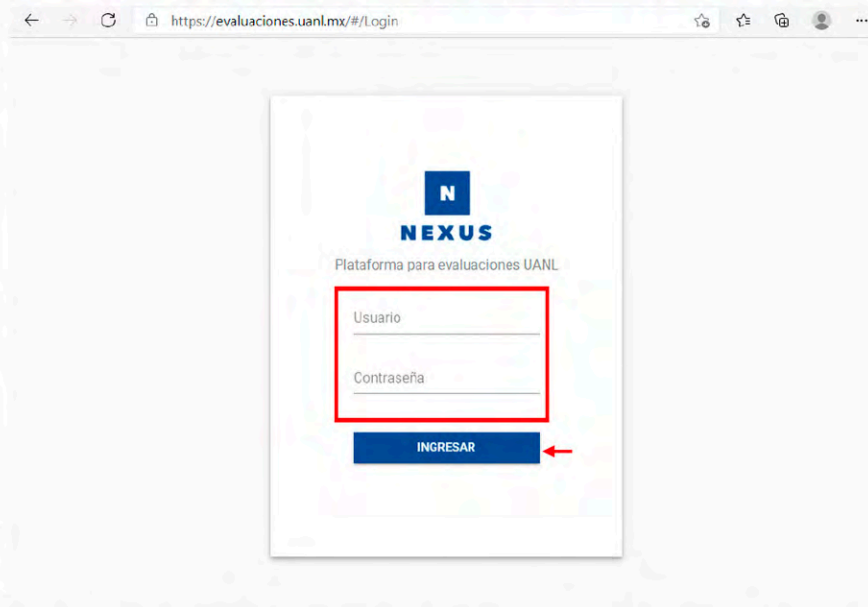 https://evaluaciones.uanl.mx/#/Login
N
NEXUS
Plataforma para evaluaciones UANL
Usuario
Contraseña
INGRESAR